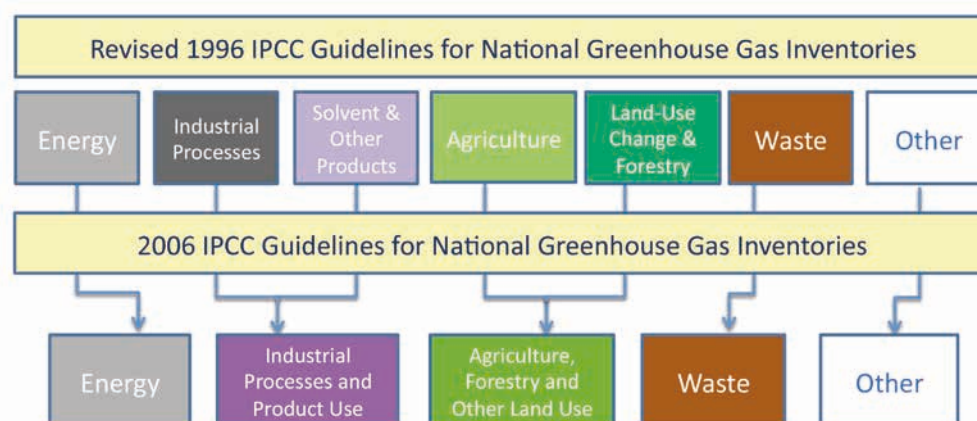 Revised 1996 IPCC Guidelines for National Greenhouse Gas Inventories
Energy
Industrial
Processes
Solvent &
Other
Products
Agriculture
Land-Use
Change &
Forestry
Waste
Other
2006 IPCC Guidelines for National Greenhouse Gas Inventories
Energy
Industrial
Processes and
Product Use
Agriculture,
Forestry and
Other Land Use
Waste
Other